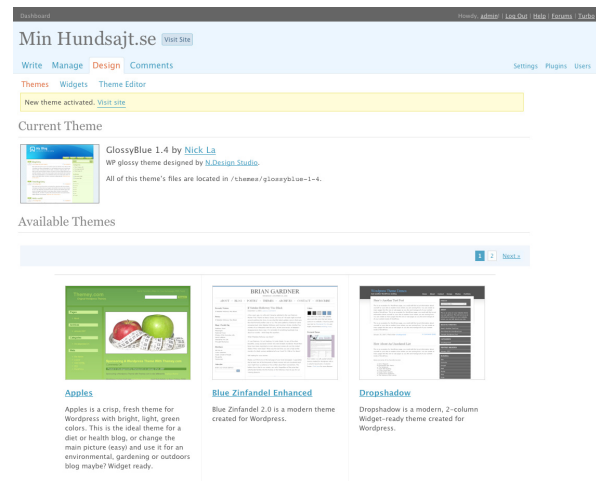 Dashboard
Howdy, admin! | Log Out | Help | Forums | Turbo
Min Hundsajt.se Visit Site
Write Manage Design Comments
Settings Plugins Users
Themes Widgets Theme Editor
New theme activated. Visit site
Current Theme
GlossyBlue 1.4 by Nick La
WP glossy theme designed by N.Design Studio.
All of this theme's files are located in /themes/glossyblue-1-4.
Available Themes
1 2 Next »
BRIAN GARDNER
Apples
Apples is a crisp, fresh theme for
Wordpress with bright, light, green
colors. This is the ideal theme for a
diet or health blog, or change the
main picture (easy) and use it for an
environmental, gardening or outdoors
blog maybe? Widget ready.
Blue Zinfandel Enhanced
Blue Zinfandel 2.0 is a modern theme
created for Wordpress.
Dropshadow
Dropshadow is a modern, 2-column
Widget-ready theme created for
Wordpress.